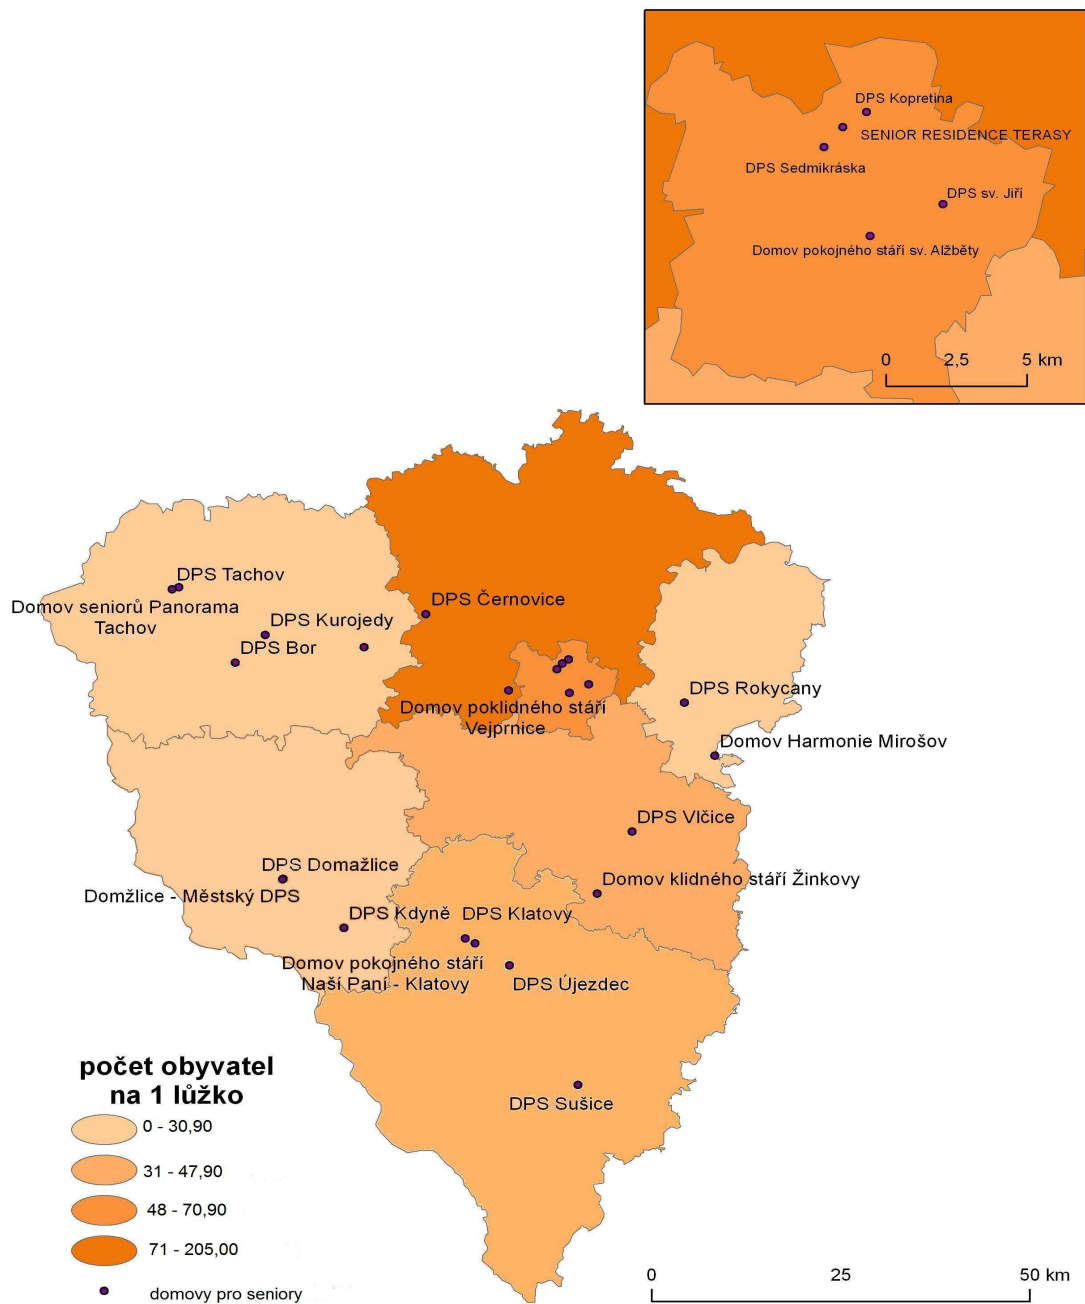 DPS Kopretina
SENIOR RESIDENCE TERASY
DPS Sedmikráska
DPS sv. Jiří
Domov pokojného stáří sv. Alžběty
0 2,5 5 km
DPS Tachov
Domov seniorů Panorama
Tachov
DPS Kurojedy
DPS Bor
DPS Černovice
Domov poklidného stáří
Vejprnice
DPS Rokycany
Domov Harmonie Mirošov
DPS Vlčice
Domov klidného stáří Žinkovy
DPS Domažlice
Domžlice - Městský DPS
DPS Kdyně
DPS Klatovy
Domov pokojného stáří
Naší Paní - Klatovy
DPS Újezdec
DPS Sušice
počet obyvatel
na 1 lůžko
0 - 30,90
31 - 47,90
48 - 70,90
71 - 205,00
domovy pro seniory
0 25 50 km